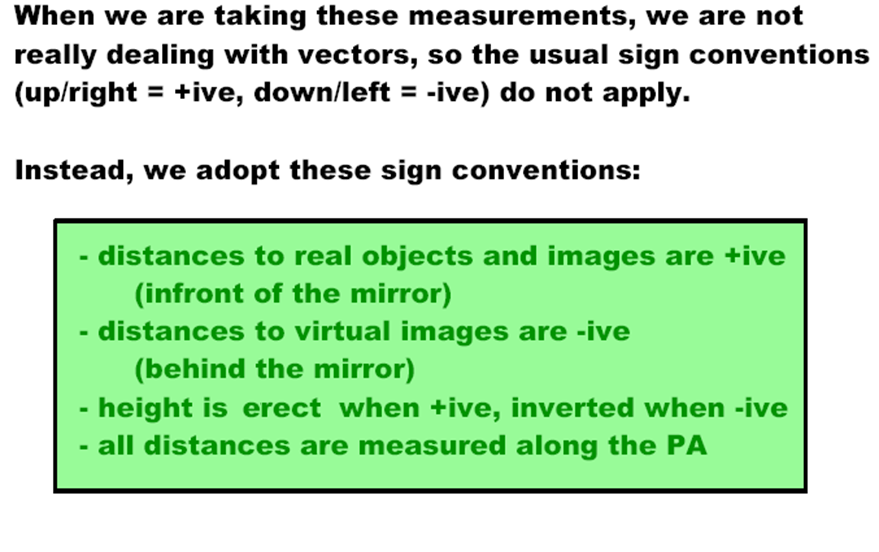 When we are taking these measurements, we are not
really dealing with vectors, so the usual sign conventions
(up/right = +ive, down/left = -ive) do not apply.
Instead, we adopt these sign conventions:
- distances to real objects and images are +ive
(infront of the mirror)
- distances to virtual images are -ive
(behind the mirror)
- height is erect when +ive, inverted when -ive
- all distances are measured along the PA